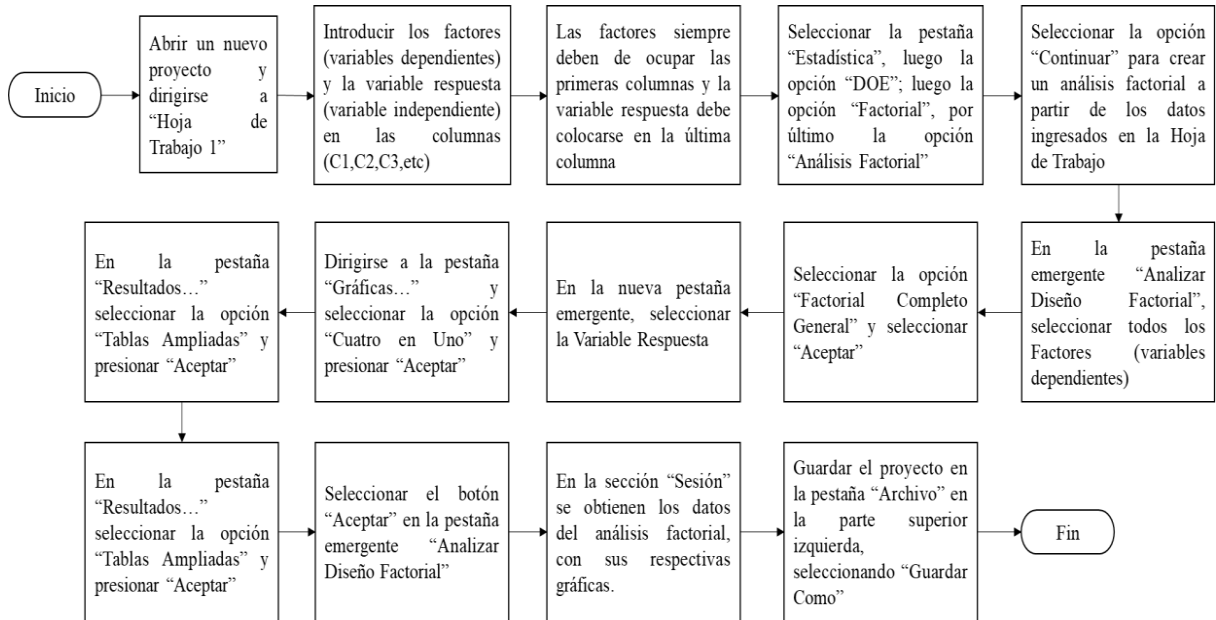 Inicio
Abrir un nuevo
proyecto y
dirigirse a
“Hoja de
Trabajo 1”
Introducir los factores
(variables dependientes)
y la variable respuesta
(variable independiente)
en las columnas
(C1,C2,C3,etc)
Las factores siempre
deben de ocupar las
primeras columnas y la
variable respuesta debe
colocarse en la última
columna
Seleccionar la pestaña
“Estadística”, luego la
opción “DOE”; luego la
opción “Factorial”, por
último la opción
“Análisis Factorial”
Seleccionar la opción
“Continuar” para crear
un análisis factorial a
partir de los datos
ingresados en la Hoja
de Trabajo
En la pestaña
emergente “Analizar
Diseño Factorial”,
seleccionar todos los
Factores (variables
dependientes)
Seleccionar la opción
“Factorial Completo
General” y seleccionar
“Aceptar”
En la nueva pestaña
emergente, seleccionar
la Variable Respuesta
Dirigirse a la pestaña
“Gráficas…” y
seleccionar la opción
“Cuatro en Uno” y
presionar “Aceptar”
En la pestaña
“Resultados…”
seleccionar la opción
“Tablas Ampliadas” y
presionar “Aceptar”
En la pestaña
“Resultados…”
seleccionar la opción
“Tablas Ampliadas” y
presionar “Aceptar”
Seleccionar el botón
“Aceptar” en la pestaña
emergente “Analizar
Diseño Factorial”
En la sección “Sesión”
se obtienen los datos
del análisis factorial,
con sus respectivas
gráficas.
Guardar el proyecto en
la pestaña “Archivo” en
la parte superior
izquierda,
seleccionando “Guardar
Como”
Fin